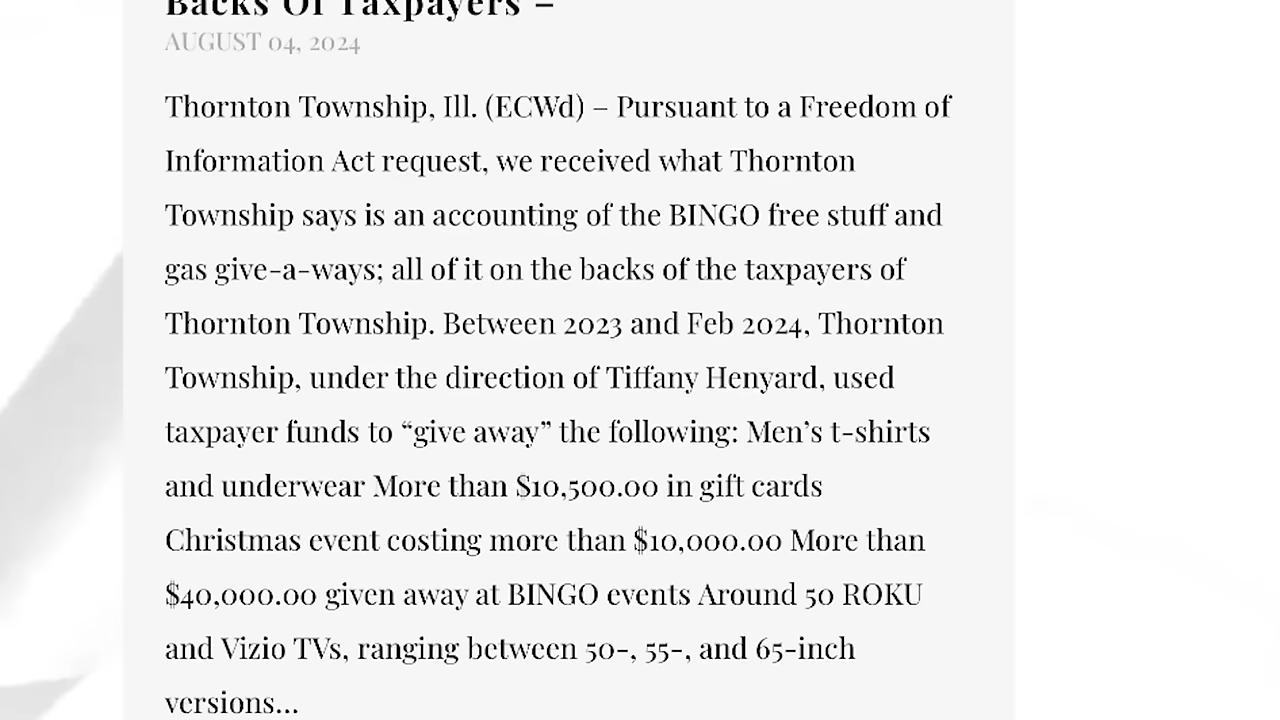 Backs Of Taxpayers –
AUGUST 04, 2024
Thornton Township, Ill. (ECWd) – Pursuant to a Freedom of
Information Act request, we received what Thornton
Township says is an accounting of the BINGO free stuff and
gas give-a-ways; all of it on the backs of the taxpayers of
Thornton Township. Between 2023 and Feb 2024, Thornton
Township, under the direction of Tiffany Henyard, used
taxpayer funds to “give away” the following: Men’s t-shirts
and underwear More than $10,500.00 in gift cards
Christmas event costing more than $10,000.00 More than
$40,000.00 given away at BINGO events Around 50 ROKU
and Vizio TVs, ranging between 50-, 55-, and 65-inch
versions...